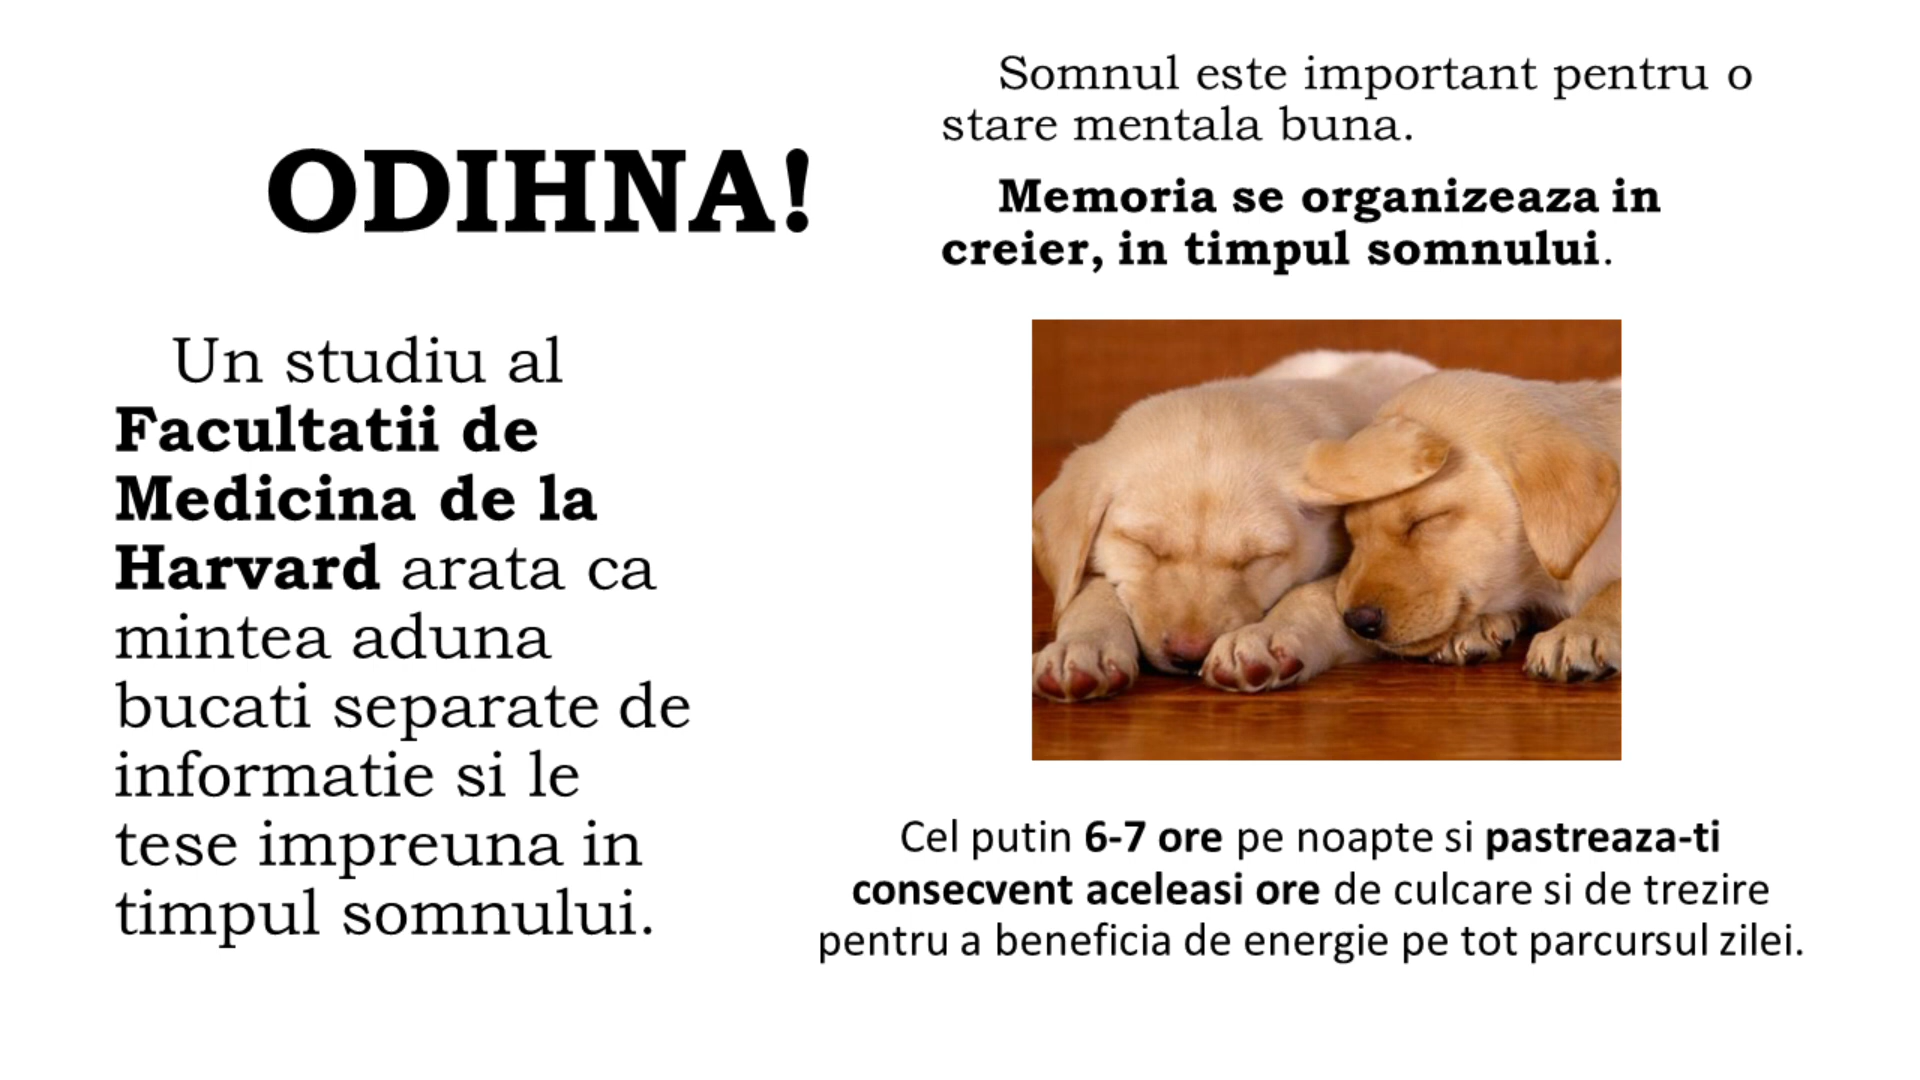 ODIHNA!
Un studiu al
Facultatii de
Medicina de la
Harvard arata ca
mintea aduna
bucati separate de
informatie si le
tese impreuna in
timpul somnului.
Somnul este important pentru o
stare mentala buna.
Memoria se organizeaza in
creier, in timpul somnului.
Cel putin 6-7 ore pe noapte si pastreaza-ti
consecvent aceleasi ore de culcare si de trezire
pentru a beneficia de energie pe tot parcursul zilei.